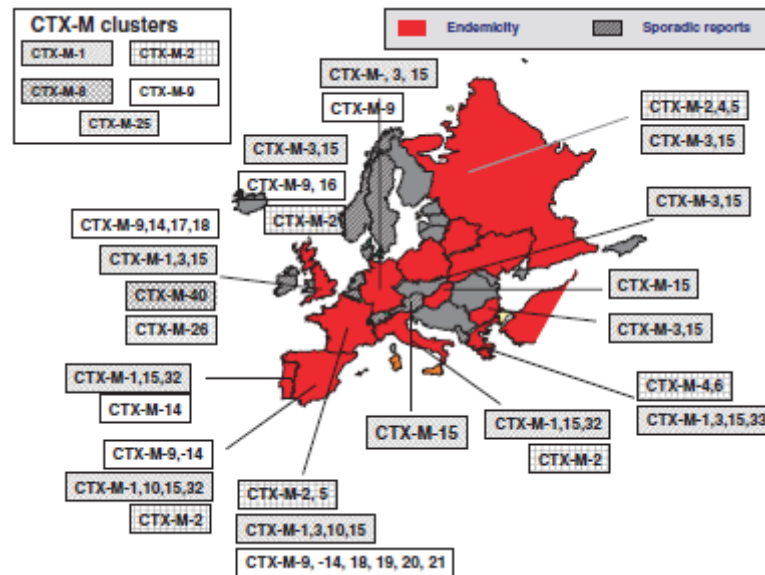 CTX-M clusters
CTX-M-1
CTX-M-2
CTX-M-8
CTX-M-9
CTX-M-25
Endemicity
Sporadic reports
CTX-M-, 3, 15
CTX-M-9
CTX-M-2,4,5
CTX-M-3,15
CTX-M-3,15
CTX-M-9, 16
CTX-M-2
CTX-M-3,15
CTX-M-9,14,17,18
CTX-M-1,3,15
CTX-M-40
CTX-M-26
CTX-M-15
CTX-M-3,15
CTX-M-1,15,32
CTX-M-14
CTX-M-4,6
CTX-M-1,3,15,33
CTX-M-15
CTX-M-1,15,32
CTX-M-2
CTX-M-9,-14
CTX-M-1,10,15,32
CTX-M-2
CTX-M-2, 5
CTX-M-1,3,10,15
CTX-M-9, -14, 18, 19, 20, 21